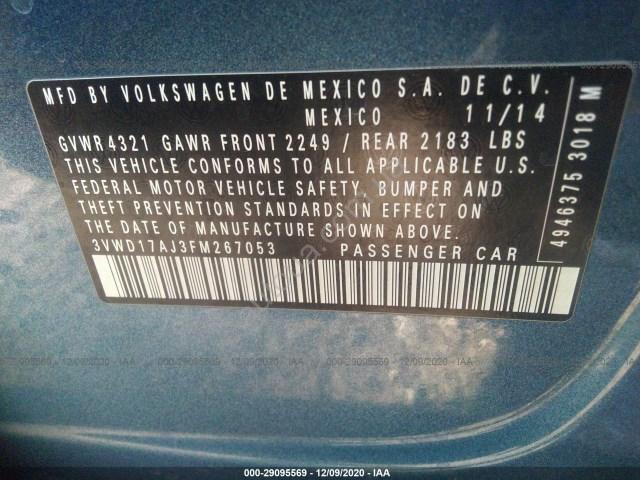 MFD BY VOLKSWAGEN DE MEXICO S.A. DE C.V.
MEXICO 11/14
GVWR 4321 GAWR FRONT 2249 / REAR 2183 LBS
THIS VEHICLE CONFORMS TO ALL APPLICABLE U.S.
FEDERAL MOTOR VEHICLE SAFETY, BUMPER AND
THEFT PREVENTION STANDARDS IN EFFECT ON
THE DATE OF MANUFACTURE SHOWN ABOVE.
3VWD17AJ3FM267053 PASSENGER CAR
4946375 3018 M
000-29095569 - 12/09/2020 - IAA